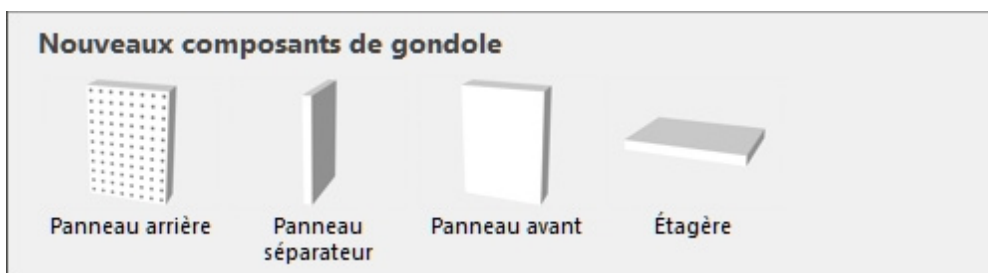 Nouveaux composants de gondole
Panneau arrière
Panneau
séparateur
Panneau avant
Étagère